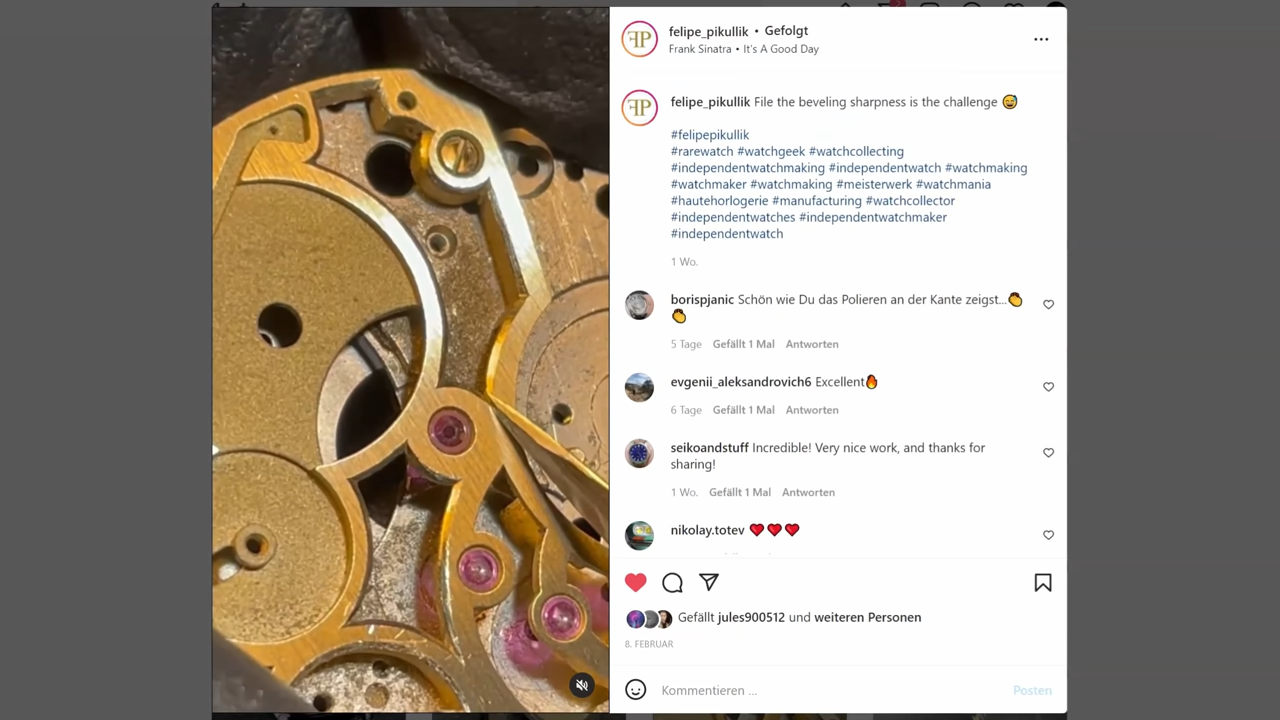 felipe_pikullik • Gefolgt
Frank Sinatra • It's A Good Day
felipe_pikullik File the beveling sharpness is the challenge 😅
#felipepikullik
#rarewatch #watchgeek #watchcollecting
#independentwatchmaking #independentwatch #watchmaking
#watchmaker #watchmaking #meisterwerk #watchmania
#hautehorlogerie #manufacturing #watchcollector
#independentwatches #independentwatchmaker
#independentwatch
1 Wo.
borispjanic Schön wie Du das Polieren an der Kante zeigst...👏
👏
5 Tage Gefällt 1 Mal Antworten
evgenii_aleksandrovich6 Excellent🔥
6 Tage Gefällt 1 Mal Antworten
seikoandstuff Incredible! Very nice work, and thanks for
sharing!
1 Wo. Gefällt 1 Mal Antworten
nikolay.totev ❤️❤️❤️
Gefällt jules900512 und weiteren Personen
8. FEBRUAR
Kommentieren ...
Posten